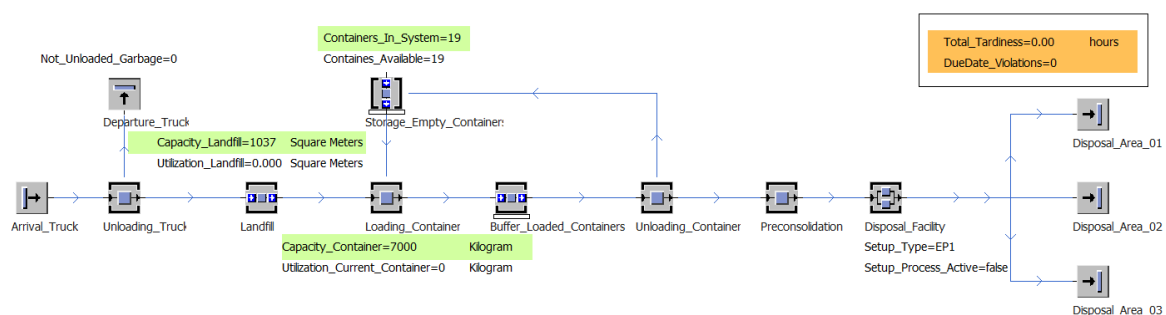 Containers_In_System=19
Total_Tardiness=0.00 hours
Not_Unloaded_Garbage=0
Containes_Available=19
DueDate_Violations=0
Departure_Truck
Storage_Empty_Containers
Capacity_Landfill=1037 Square Meters
Disposal_Area_01
Utilization_Landfill=0.000 Square Meters
Arrival_Truck
Unloading_Truck
Landfill
Loading_Container
Buffer_Loaded_Containers
Unloading_Container
Preconsolidation
Disposal_Facility
Disposal_Area_02
Capacity_Container=7000 Kilogram
Setup_Type=EP1
Utilization_Current_Container=0 Kilogram
Setup_Process_Active=false
Disposal_Area_03